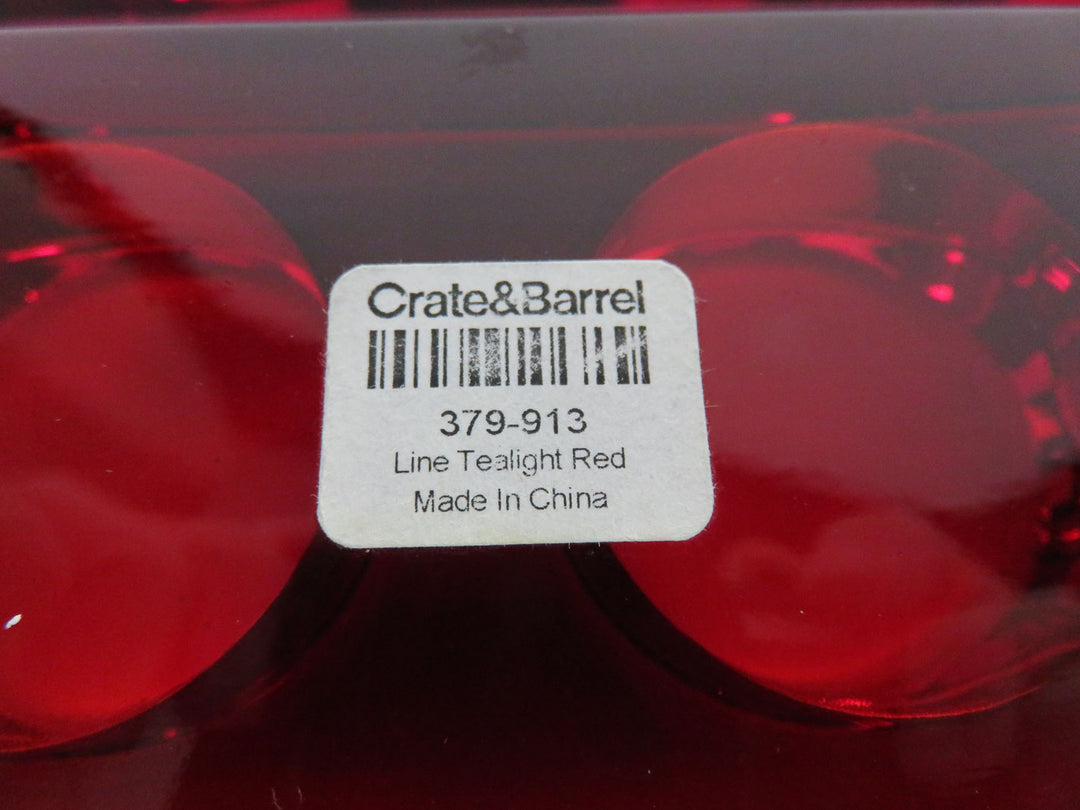 Crate&Barrel
379-913
Line Tealight Red
Made In China